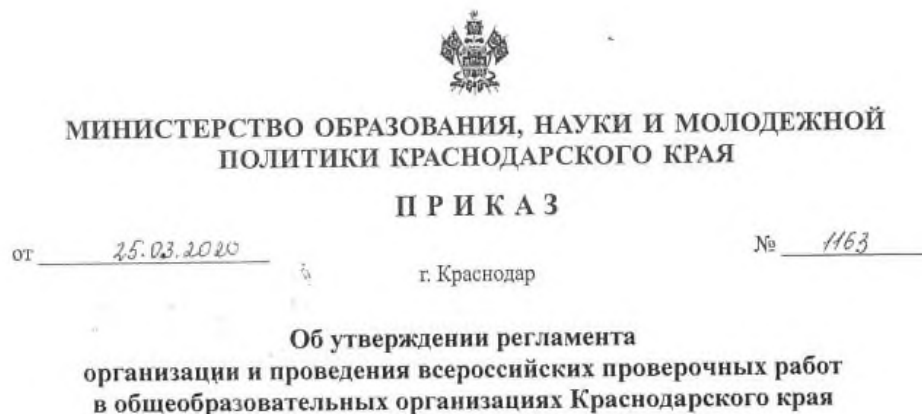 МИНИСТЕРСТВО ОБРАЗОВАНИЯ, НАУКИ И МОЛОДЕЖНОЙ
ПОЛИТИКИ КРАСНОДАРСКОГО КРАЯ
ПРИКАЗ
от 25.03.2020 № 1163
г. Краснодар
Об утверждении регламента
организации и проведения всероссийских проверочных работ
в общеобразовательных организациях Краснодарского края